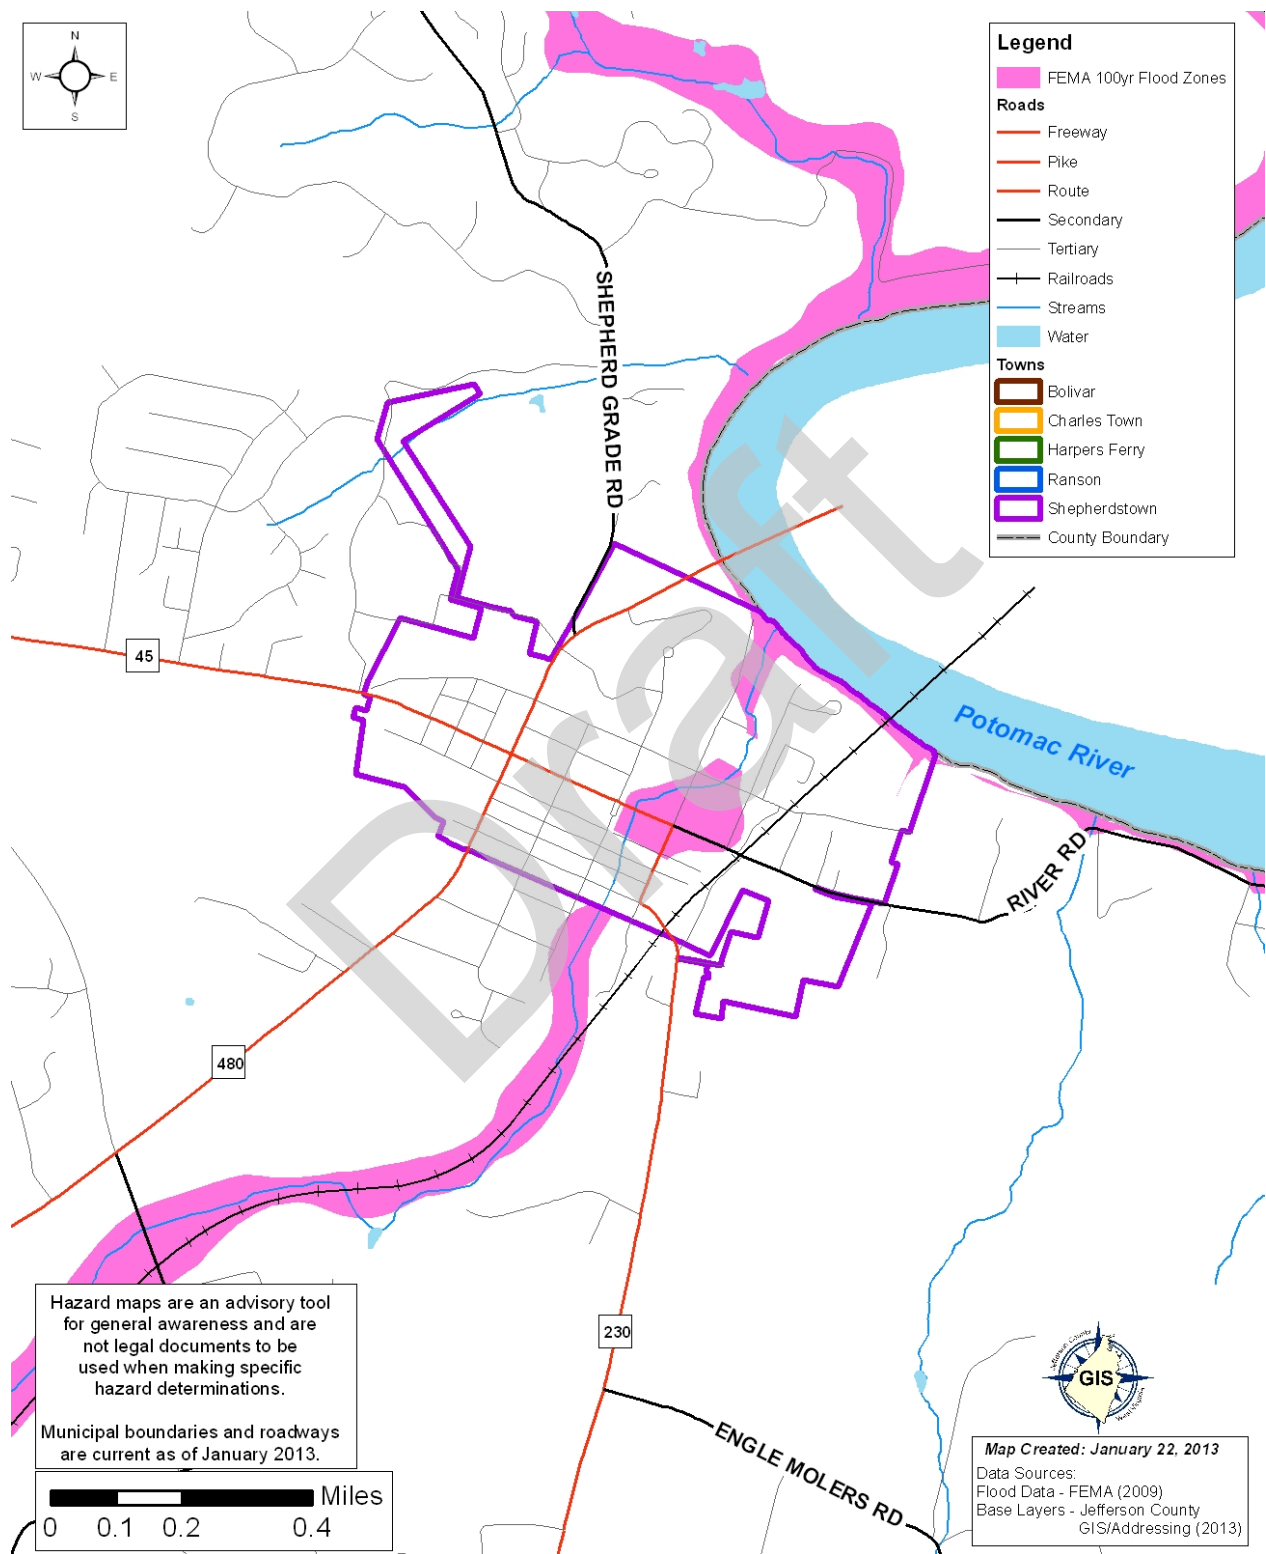 N
W E
S
Legend
FEMA 100yr Flood Zones
Roads
Freeway
Pike
Route
Secondary
Tertiary
Railroads
Streams
Water
Towns
Bolivar
Charles Town
Harpers Ferry
Ranson
Shepherdstown
County Boundary
SHEPHERD GRADE RD
45
Draft
Potomac River
RIVER RD
480
230
ENGLE MOLERS RD
Hazard maps are an advisory tool
for general awareness and are
not legal documents to be
used when making specific
hazard determinations.
Municipal boundaries and roadways
are current as of January 2013.
Miles
0 0.1 0.2 0.4
Jefferson County
GIS
West Virginia
Map Created: January 22, 2013
Data Sources:
Flood Data - FEMA (2009)
Base Layers - Jefferson County
GIS/Addressing (2013)